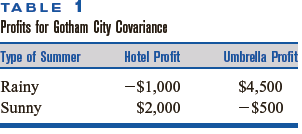 TABLE 1
Profits for Gotham City Covariance
Type of Summer Hotel Profit Umbrella Profit
Rainy −$1,000 $4,500
Sunny $2,000 −$500